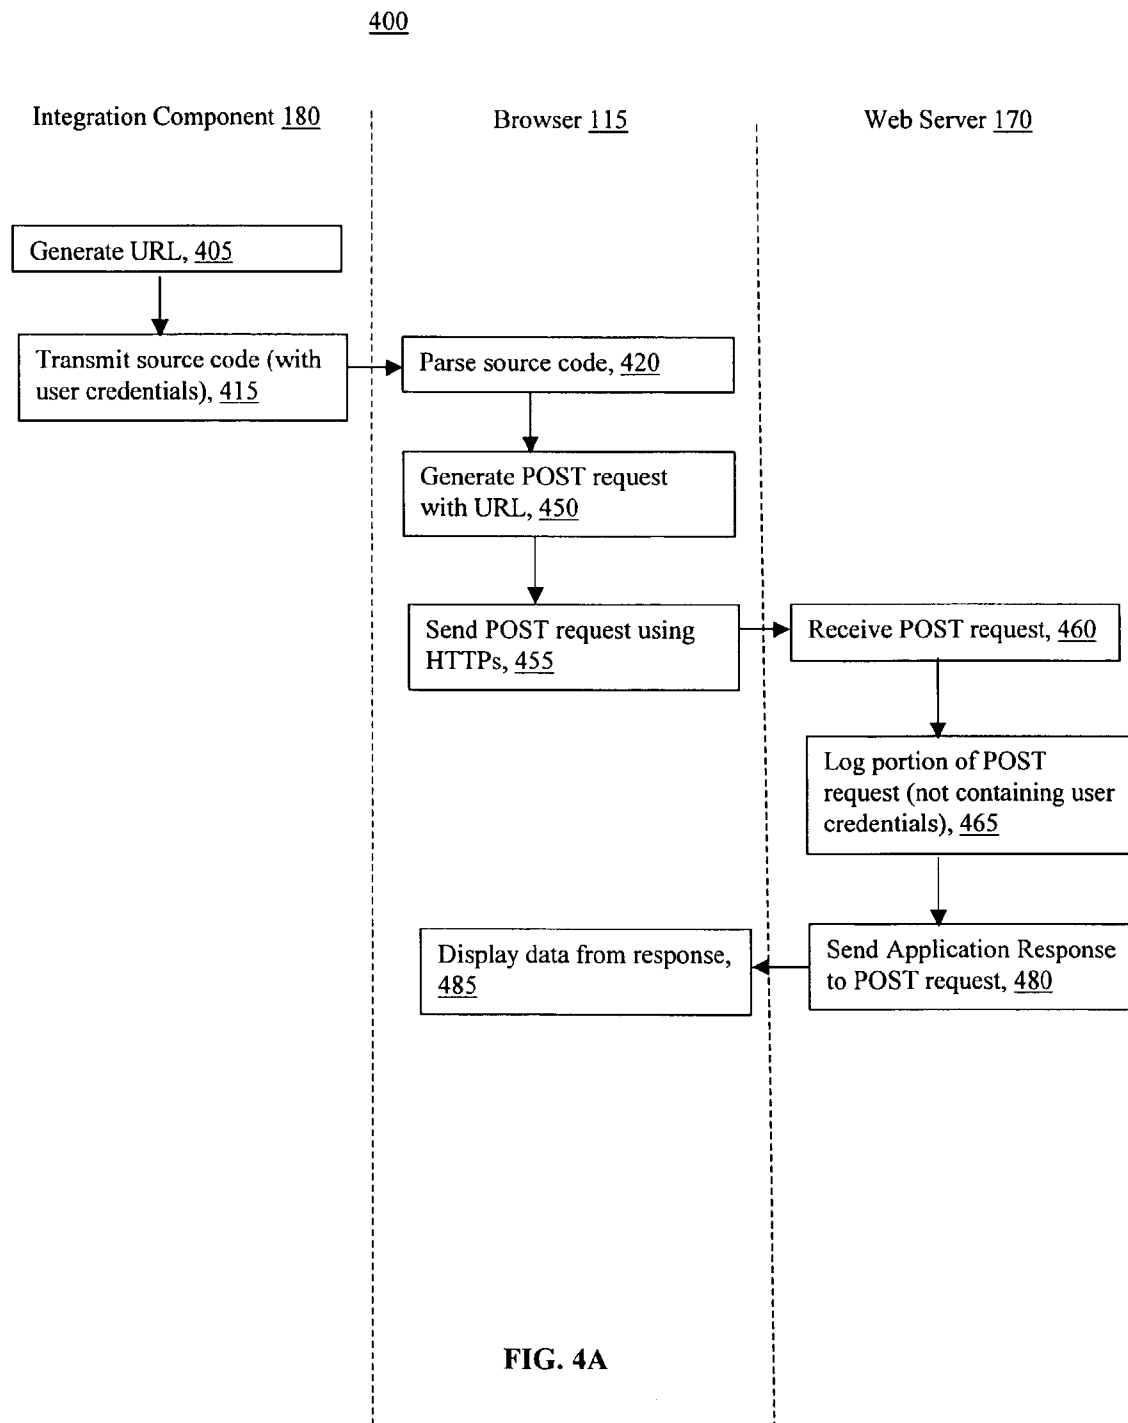 400
Integration Component 180
Browser 115
Web Server 170
Generate URL, 405
Transmit source code (with
user credentials), 415
Parse source code, 420
Generate POST request
with URL, 450
Send POST request using
HTTPs, 455
Receive POST request, 460
Log portion of POST
request (not containing user
credentials), 465
Send Application Response
to POST request, 480
Display data from response,
485
FIG. 4A